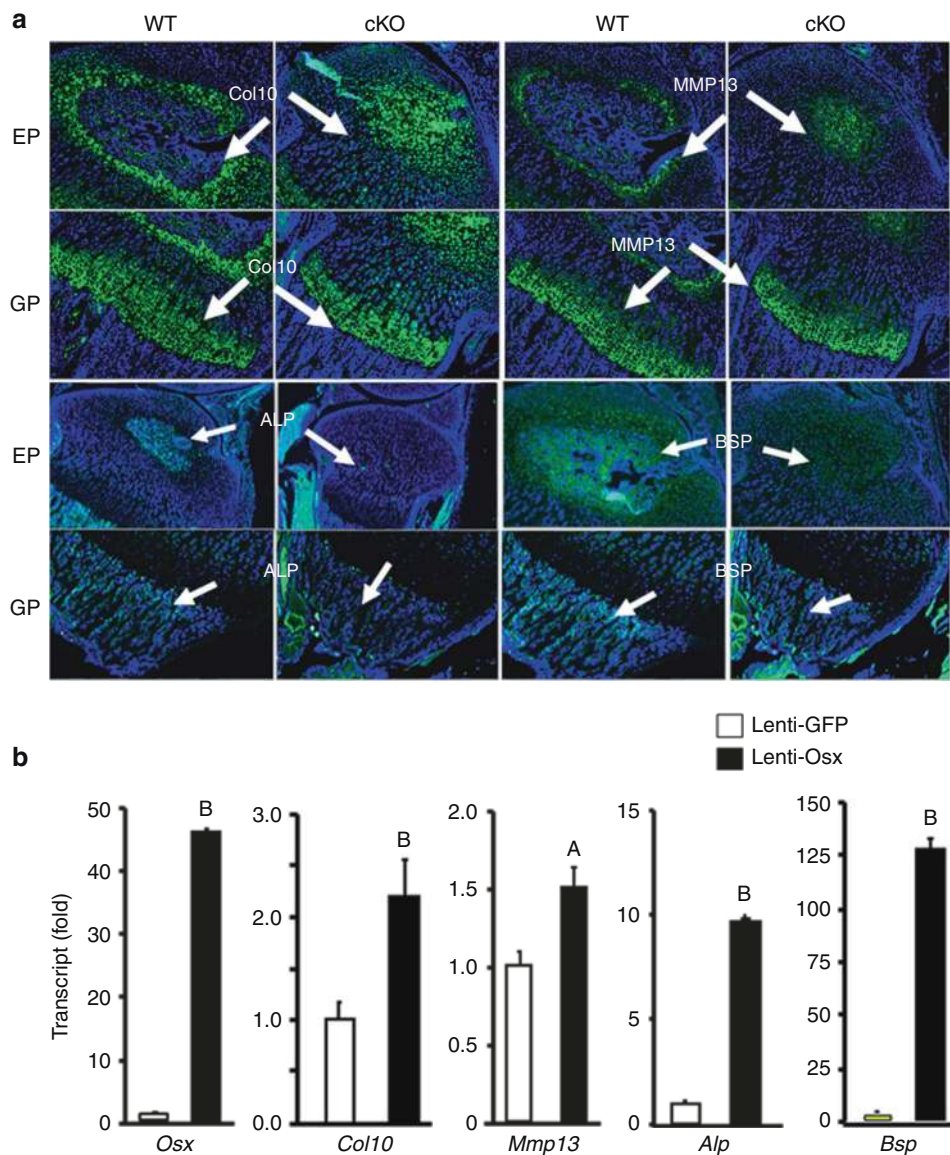 a
WT cKO WT cKO
EP
Col10
MMP13
GP
Col10
MMP13
EP
ALP
BSP
GP
ALP
BSP
Lenti-GFP
Lenti-Osx
b
Transcript (fold)
50
40
30
20
10
0
B
Osx
3.0
2.0
1.0
0.0
B
Col10
2.0
1.5
1.0
0.5
0
A
Mmp13
15
10
5
0
B
Alp
150
125
100
75
50
25
0
B
Bsp